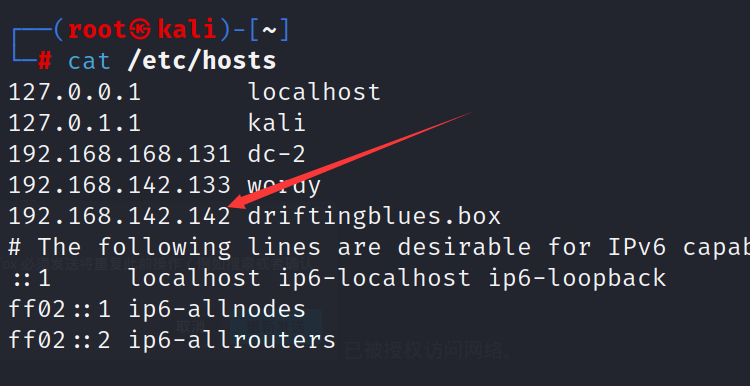 ┌──(root㉿kali)-[~]
└─# cat /etc/hosts
127.0.0.1       localhost
127.0.1.1       kali
192.168.168.131 dc-2
192.168.142.133 wordy
192.168.142.142 driftingblues.box
# The following lines are desirable for IPv6 capab
::1     localhost ip6-localhost ip6-loopback
ff02::1 ip6-allnodes
ff02::2 ip6-allrouters
已被授权访问网络。